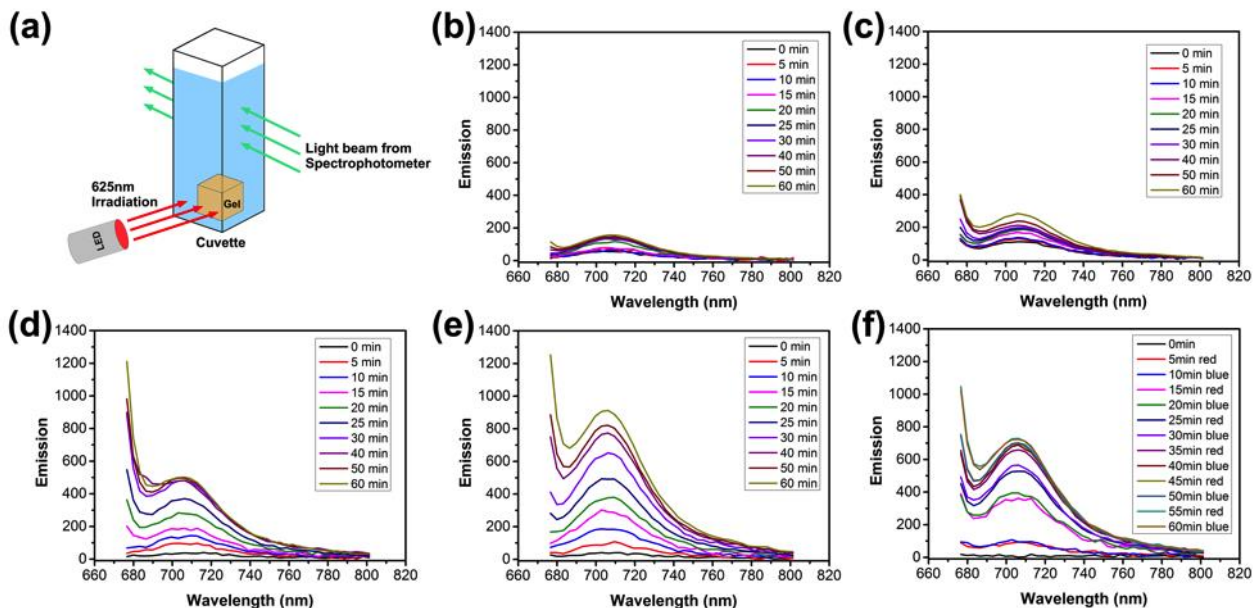 (a)
625nm
Irradiation
LED
Gel
Cuvette
Light beam from
Spectrophotometer
(b)
Emission
1400
1200
1000
800
600
400
200
0
660 680 700 720 740 760 780 800 820
Wavelength (nm)
0 min
5 min
10 min
15 min
20 min
25 min
30 min
40 min
50 min
60 min
(c)
Emission
1400
1200
1000
800
600
400
200
0
660 680 700 720 740 760 780 800 820
Wavelength (nm)
0 min
5 min
10 min
15 min
20 min
25 min
30 min
40 min
50 min
60 min
(d)
Emission
1400
1200
1000
800
600
400
200
0
660 680 700 720 740 760 780 800 820
Wavelength (nm)
0 min
5 min
10 min
15 min
20 min
25 min
30 min
40 min
50 min
60 min
(e)
Emission
1400
1200
1000
800
600
400
200
0
660 680 700 720 740 760 780 800 820
Wavelength (nm)
0 min
5 min
10 min
15 min
20 min
25 min
30 min
40 min
50 min
60 min
(f)
Emission
1400
1200
1000
800
600
400
200
0
660 680 700 720 740 760 780 800 820
Wavelength (nm)
0min
5min red
10min blue
15min red
20min blue
25min red
30min blue
35min red
40min blue
45min red
50min blue
55min red
60min blue